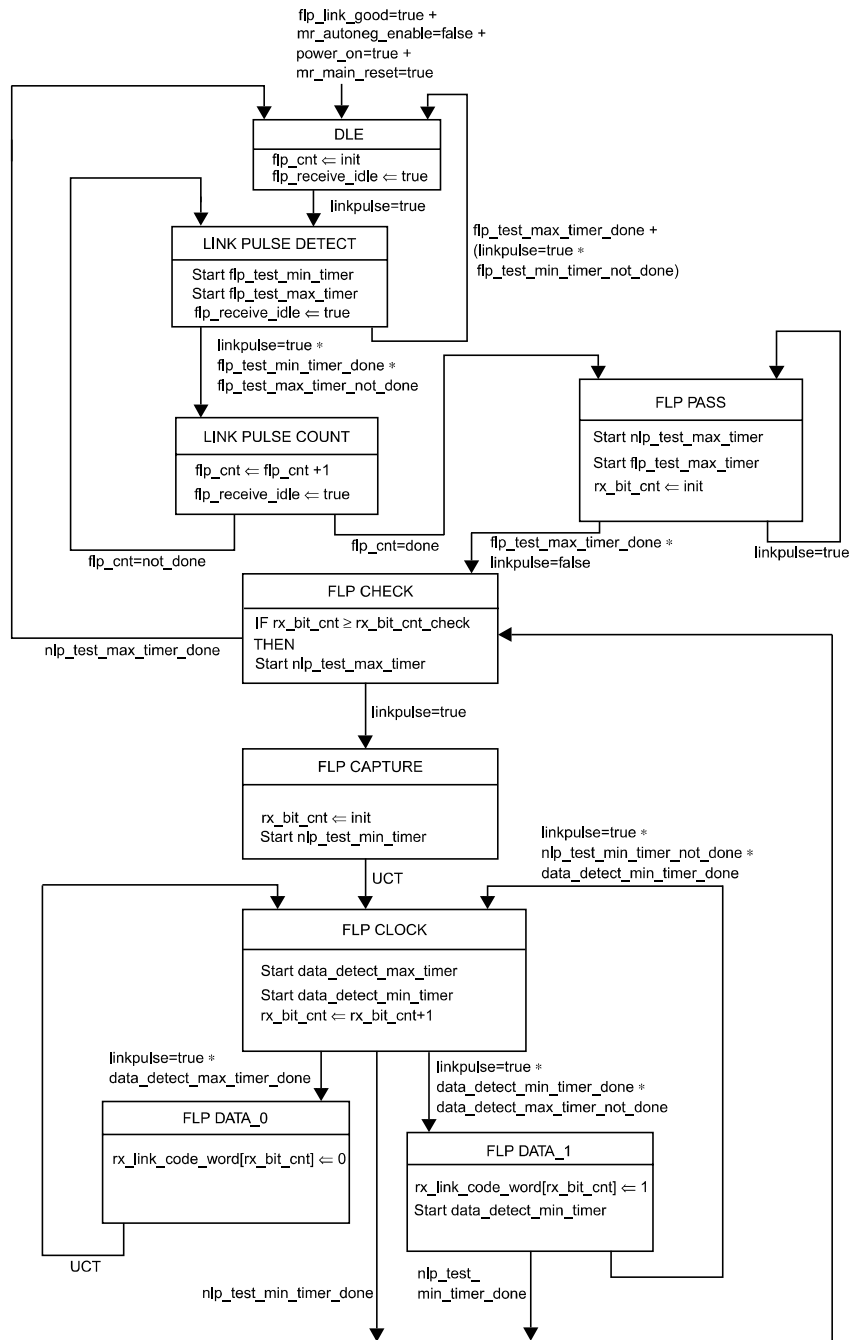 flp_link_good=true +
mr_autoneg_enable=false +
power_on=true +
mr_main_reset=true
DLE
flp_cnt ⇐ init
flp_receive_idle ⇐ true
linkpulse=true
LINK PULSE DETECT
Start flp_test_min_timer
Start flp_test_max_timer
flp_receive_idle ⇐ true
flp_test_max_timer_done +
(linkpulse=true *
flp_test_min_timer_not_done)
linkpulse=true *
flp_test_min_timer_done *
flp_test_max_timer_not_done
LINK PULSE COUNT
flp_cnt ⇐ flp_cnt +1
flp_receive_idle ⇐ true
FLP PASS
Start nlp_test_max_timer
Start flp_test_max_timer
rx_bit_cnt ⇐ init
flp_cnt=not_done
flp_cnt=done
flp_test_max_timer_done *
linkpulse=false
linkpulse=true
FLP CHECK
IF rx_bit_cnt ≥ rx_bit_cnt_check
THEN
Start nlp_test_max_timer
nlp_test_max_timer_done
linkpulse=true
FLP CAPTURE
rx_bit_cnt ⇐ init
Start nlp_test_min_timer
linkpulse=true *
nlp_test_min_timer_not_done *
data_detect_min_timer_done
UCT
FLP CLOCK
Start data_detect_max_timer
Start data_detect_min_timer
rx_bit_cnt ⇐ rx_bit_cnt+1
linkpulse=true *
data_detect_max_timer_done
linkpulse=true *
data_detect_min_timer_done *
data_detect_max_timer_not_done
FLP DATA_0
rx_link_code_word[rx_bit_cnt] ⇐ 0
FLP DATA_1
rx_link_code_word[rx_bit_cnt] ⇐ 1
Start data_detect_min_timer
UCT
nlp_test_min_timer_done
nlp_test_
min_timer_done